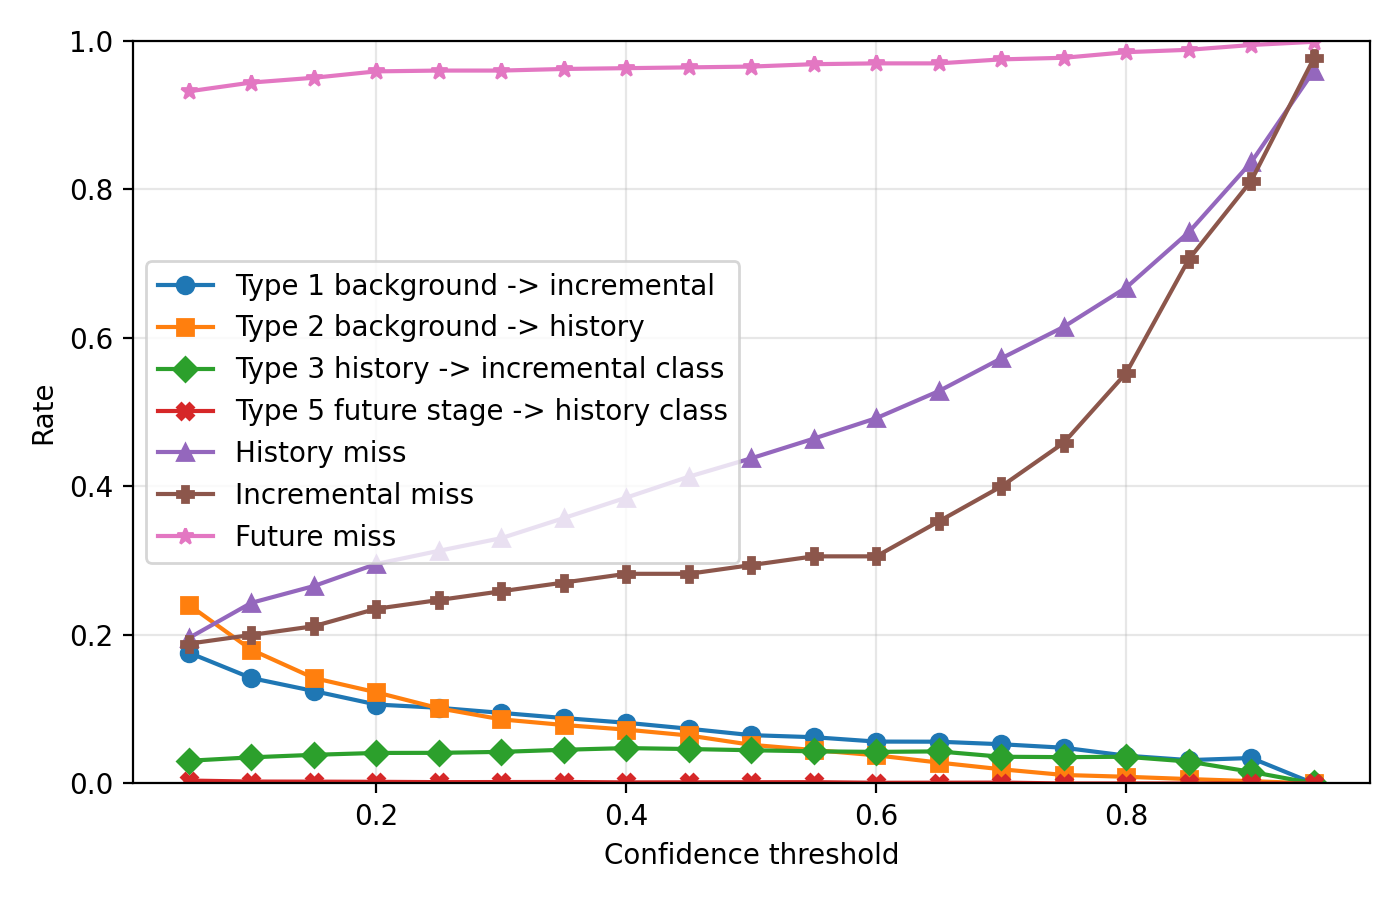 1.0
0.8
0.6
0.4
0.2
0.0
Rate
Type 1 background -> incremental
Type 2 background -> history
Type 3 history -> incremental class
Type 5 future stage -> history class
History miss
Incremental miss
Future miss
0.2 0.4 0.6 0.8
Confidence threshold